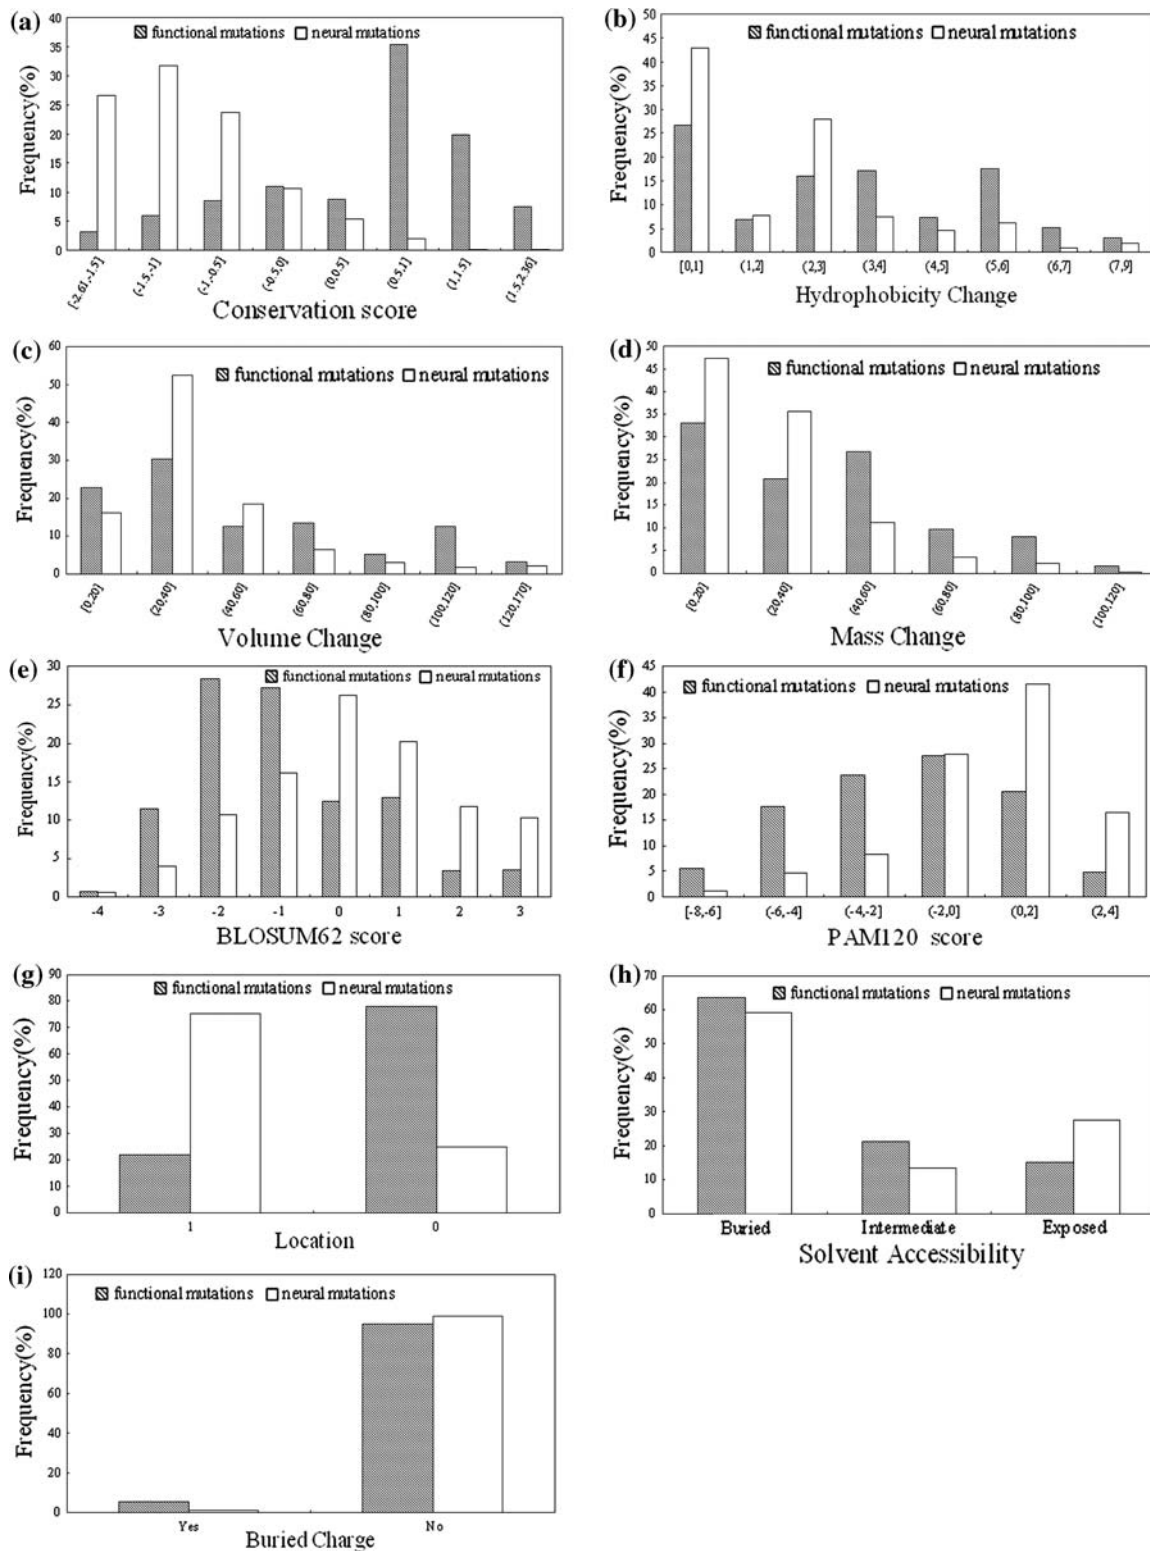 (a)
functional mutations neural mutations
Frequency(%)
40
35
30
25
20
15
10
5
0
[-2.61,-1.5]
(-1.5,-1]
(-1,-0.5]
(-0.5,0]
(0,0.5]
(0.5,1]
(1,1.5]
(1.5,2.36]
Conservation score
(b)
functional mutations neural mutations
Frequency(%)
50
45
40
35
30
25
20
15
10
5
0
[0,1] (1,2] (2,3] (3,4] (4,5] (5,6] (6,7] (7,9]
Hydrophobicity Change
(c)
functional mutations neural mutations
Frequency(%)
60
50
40
30
20
10
0
[0,20]
(20,40]
(40,60]
(60,80]
(80,100]
(100,120]
(120,170]
Volume Change
(d)
functional mutations neural mutations
Frequency(%)
50
45
40
35
30
25
20
15
10
5
0
[0,20]
(20,40]
(40,60]
(60,80]
(80,100]
(100,120]
Mass Change
(e)
functional mutations neural mutations
Frequency(%)
30
25
20
15
10
5
0
-4 -3 -2 -1 0 1 2 3
BLOSUM62 score
(f)
functional mutations neural mutations
Frequency(%)
45
40
35
30
25
20
15
10
5
0
[-8,-6] (-6,-4] (-4,-2] (-2,0] (0,2] (2,4]
PAM120 score
(g)
functional mutations neural mutations
Frequency(%)
90
80
70
60
50
40
30
20
10
0
1 0
Location
(h)
functional mutations neural mutations
Frequency(%)
70
60
50
40
30
20
10
0
Buried Intermediate Exposed
Solvent Accessibility
(i)
functional mutations neural mutations
Frequency(%)
120
100
80
60
40
20
0
Yes No
Buried Charge